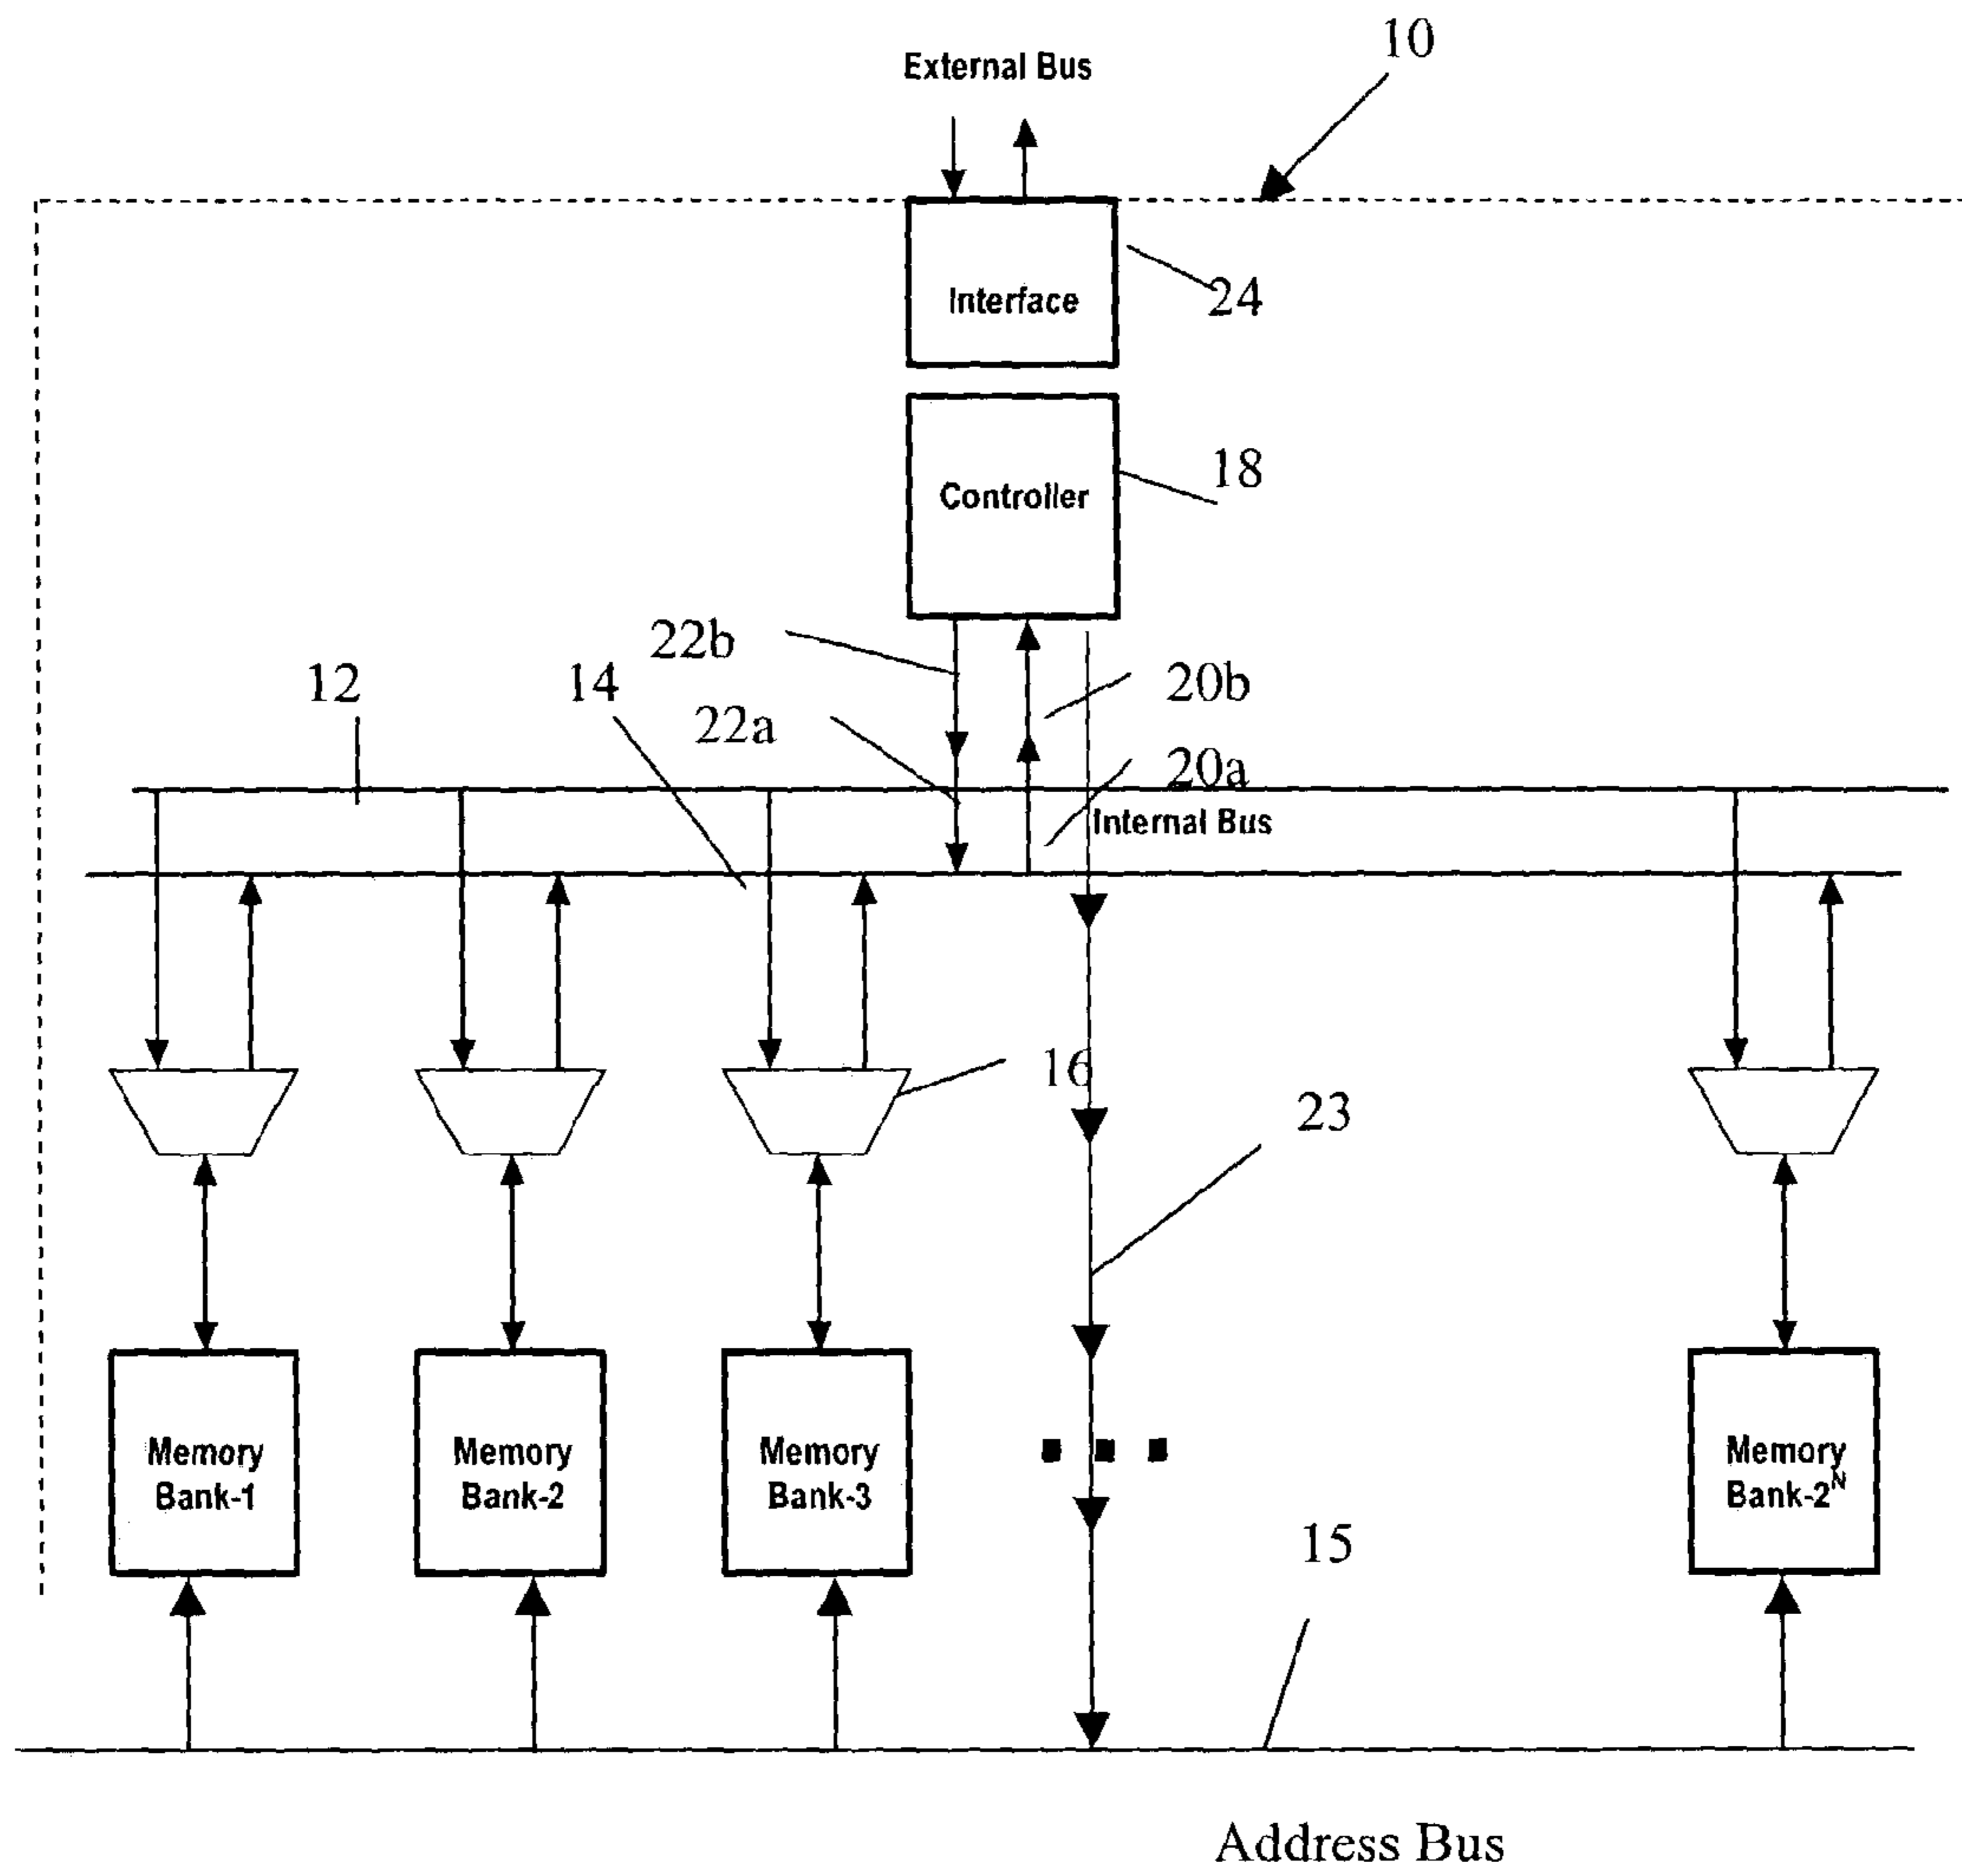 10
External Bus
Interface
24
Controller
18
22b
12
14
20b
22a
20a
Internal Bus
16
23
Memory
Bank-1
Memory
Bank-2
Memory
Bank-3
Memory
Bank-2^N
15
Address Bus